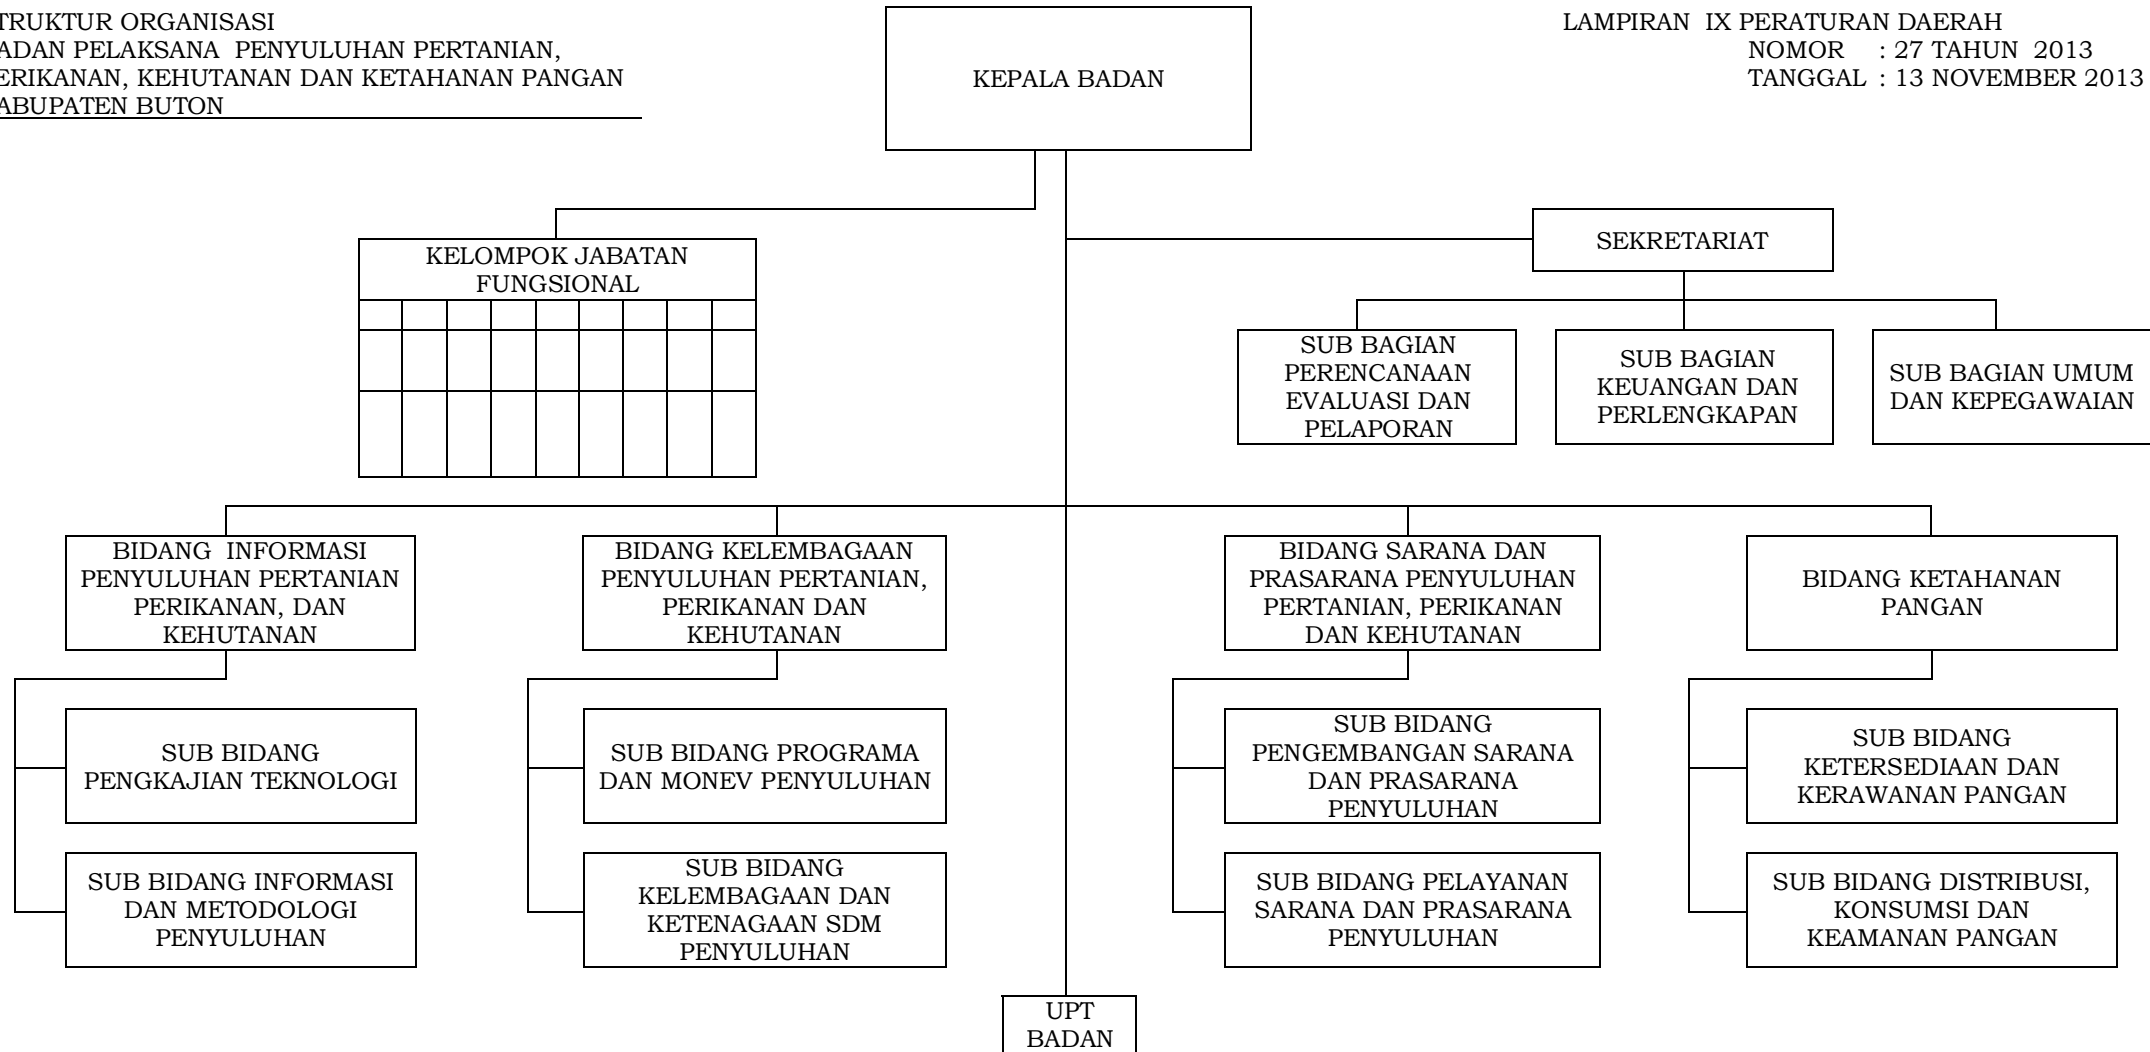 TRUKTUR ORGANISASI
ADAN PELAKSANA PENYULUHAN PERTANIAN,
ERIKANAN, KEHUTANAN DAN KETAHANAN PANGAN
ABUPATEN BUTON
KEPALA BADAN
LAMPIRAN IX PERATURAN DAERAH
NOMOR : 27 TAHUN 2013
TANGGAL : 13 NOVEMBER 2013
KELOMPOK JABATAN
FUNGSIONAL
SEKRETARIAT
SUB BAGIAN
PERENCANAAN
EVALUASI DAN
PELAPORAN
SUB BAGIAN
KEUANGAN DAN
PERLENGKAPAN
SUB BAGIAN UMUM
DAN KEPEGAWAIAN
BIDANG INFORMASI
PENYULUHAN PERTANIAN
PERIKANAN, DAN
KEHUTANAN
BIDANG KELEMBAGAAN
PENYULUHAN PERTANIAN,
PERIKANAN DAN
KEHUTANAN
BIDANG SARANA DAN
PRASARANA PENYULUHAN
PERTANIAN, PERIKANAN
DAN KEHUTANAN
BIDANG KETAHANAN
PANGAN
SUB BIDANG
PENGKAJIAN TEKNOLOGI
SUB BIDANG PROGRAMA
DAN MONEV PENYULUHAN
SUB BIDANG
PENGEMBANGAN SARANA
DAN PRASARANA
PENYULUHAN
SUB BIDANG
KETERSEDIAAN DAN
KERAWANAN PANGAN
SUB BIDANG INFORMASI
DAN METODOLOGI
PENYULUHAN
SUB BIDANG
KELEMBAGAAN DAN
KETENAGAAN SDM
PENYULUHAN
SUB BIDANG PELAYANAN
SARANA DAN PRASARANA
PENYULUHAN
SUB BIDANG DISTRIBUSI,
KONSUMSI DAN
KEAMANAN PANGAN
UPT
BADAN